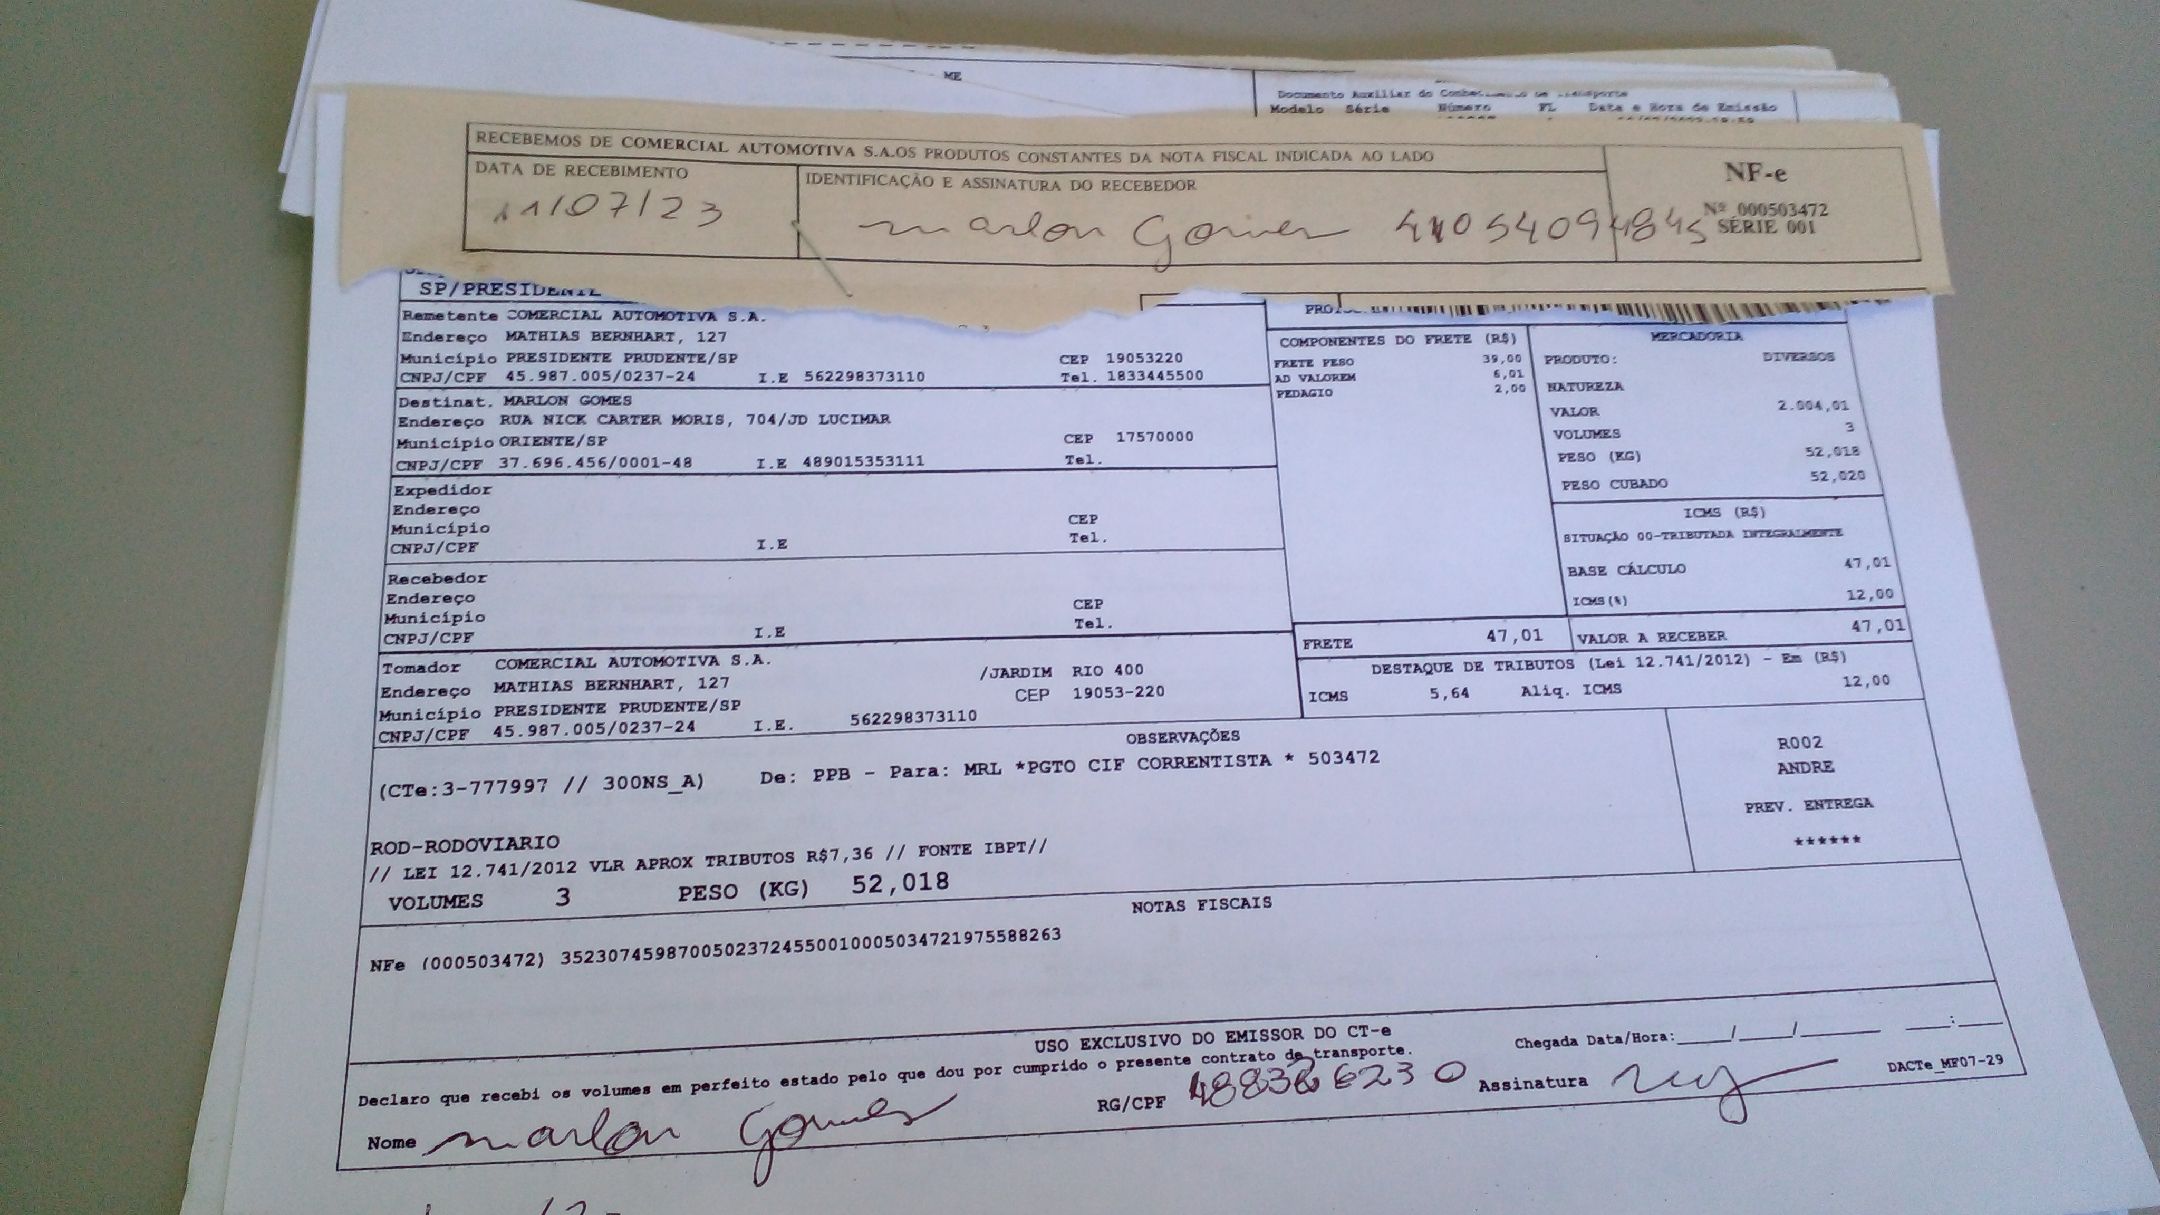 ME
Documento Auxiliar do Conhecimento de Transporte
Modelo Série Número FL Data e Hora de Emissão
RECEBEMOS DE COMERCIAL AUTOMOTIVA S.A.OS PRODUTOS CONSTANTES DA NOTA FISCAL INDICADA AO LADO
DATA DE RECEBIMENTO
11/07/23
IDENTIFICAÇÃO E ASSINATURA DO RECEBEDOR
marlon Gomes 41054094845
NF-e
Nº 000503472
SÉRIE 001
SP/PRESIDENTE
Remetente COMERCIAL AUTOMOTIVA S.A.
Endereço MATHIAS BERNHART, 127
Município PRESIDENTE PRUDENTE/SP CEP 19053220
CNPJ/CPF 45.987.005/0237-24 I.E 562298373110 Tel. 1833445500
Destinat. MARLON GOMES
Endereço RUA NICK CARTER MORIS, 704/JD LUCIMAR
Município ORIENTE/SP CEP 17570000
CNPJ/CPF 37.696.456/0001-48 I.E 489015353111 Tel.
Expedidor
Endereço
Município CEP
CNPJ/CPF I.E Tel.
Recebedor
Endereço
Município CEP
CNPJ/CPF I.E Tel.
Tomador COMERCIAL AUTOMOTIVA S.A. /JARDIM RIO 400
Endereço MATHIAS BERNHART, 127 CEP 19053-220
Município PRESIDENTE PRUDENTE/SP
CNPJ/CPF 45.987.005/0237-24 I.E. 562298373110
COMPONENTES DO FRETE (R$)
FRETE PESO 39,00
AD VALOREM 6,01
PEDAGIO 2,00
MERCADORIA
PRODUTO: DIVERSOS
NATUREZA
VALOR 2.004,01
VOLUMES 3
PESO (KG) 52,018
PESO CUBADO 52,020
ICMS (R$)
SITUAÇÃO 00-TRIBUTADA INTEGRALMENTE
BASE CÁLCULO 47,01
ICMS(%) 12,00
FRETE 47,01 VALOR A RECEBER 47,01
DESTAQUE DE TRIBUTOS (Lei 12.741/2012) - Em (R$)
ICMS 5,64 Aliq. ICMS 12,00
OBSERVAÇÕES
(CTe:3-777997 // 300NS_A) De: PPB - Para: MRL *PGTO CIF CORRENTISTA * 503472
R002
ANDRE
PREV. ENTREGA
******
ROD-RODOVIARIO
// LEI 12.741/2012 VLR APROX TRIBUTOS R$7,36 // FONTE IBPT//
VOLUMES 3 PESO (KG) 52,018
NOTAS FISCAIS
NFe (000503472) 35230745987005023724550010005034721975588263
USO EXCLUSIVO DO EMISSOR DO CT-e
Declaro que recebi os volumes em perfeito estado pelo que dou por cumprido o presente contrato de transporte.
Chegada Data/Hora:____/____/______ ___:___
Nome marlon Gomes RG/CPF Assinatura
DACTe_MF07-29